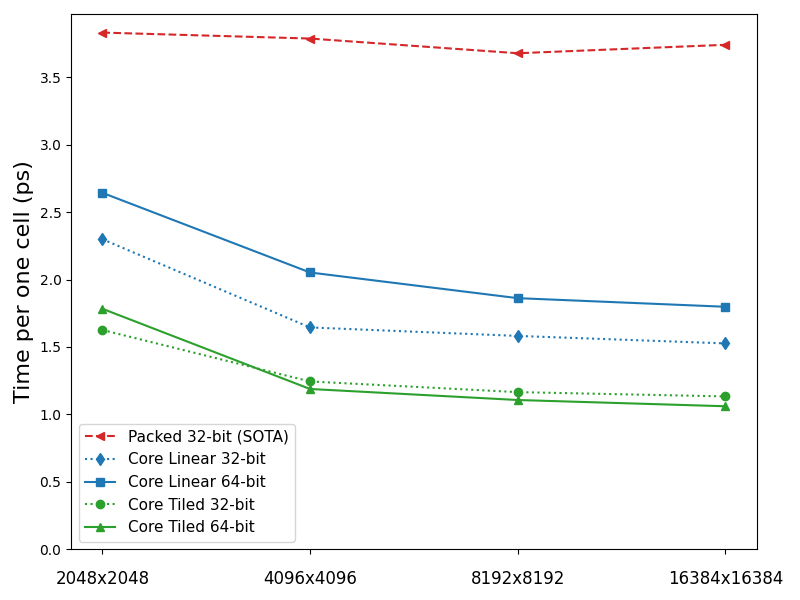 Time per one cell (ps)
3.5
3.0
2.5
2.0
1.5
1.0
0.5
0.0
Packed 32-bit (SOTA)
Core Linear 32-bit
Core Linear 64-bit
Core Tiled 32-bit
Core Tiled 64-bit
2048x2048 4096x4096 8192x8192 16384x16384